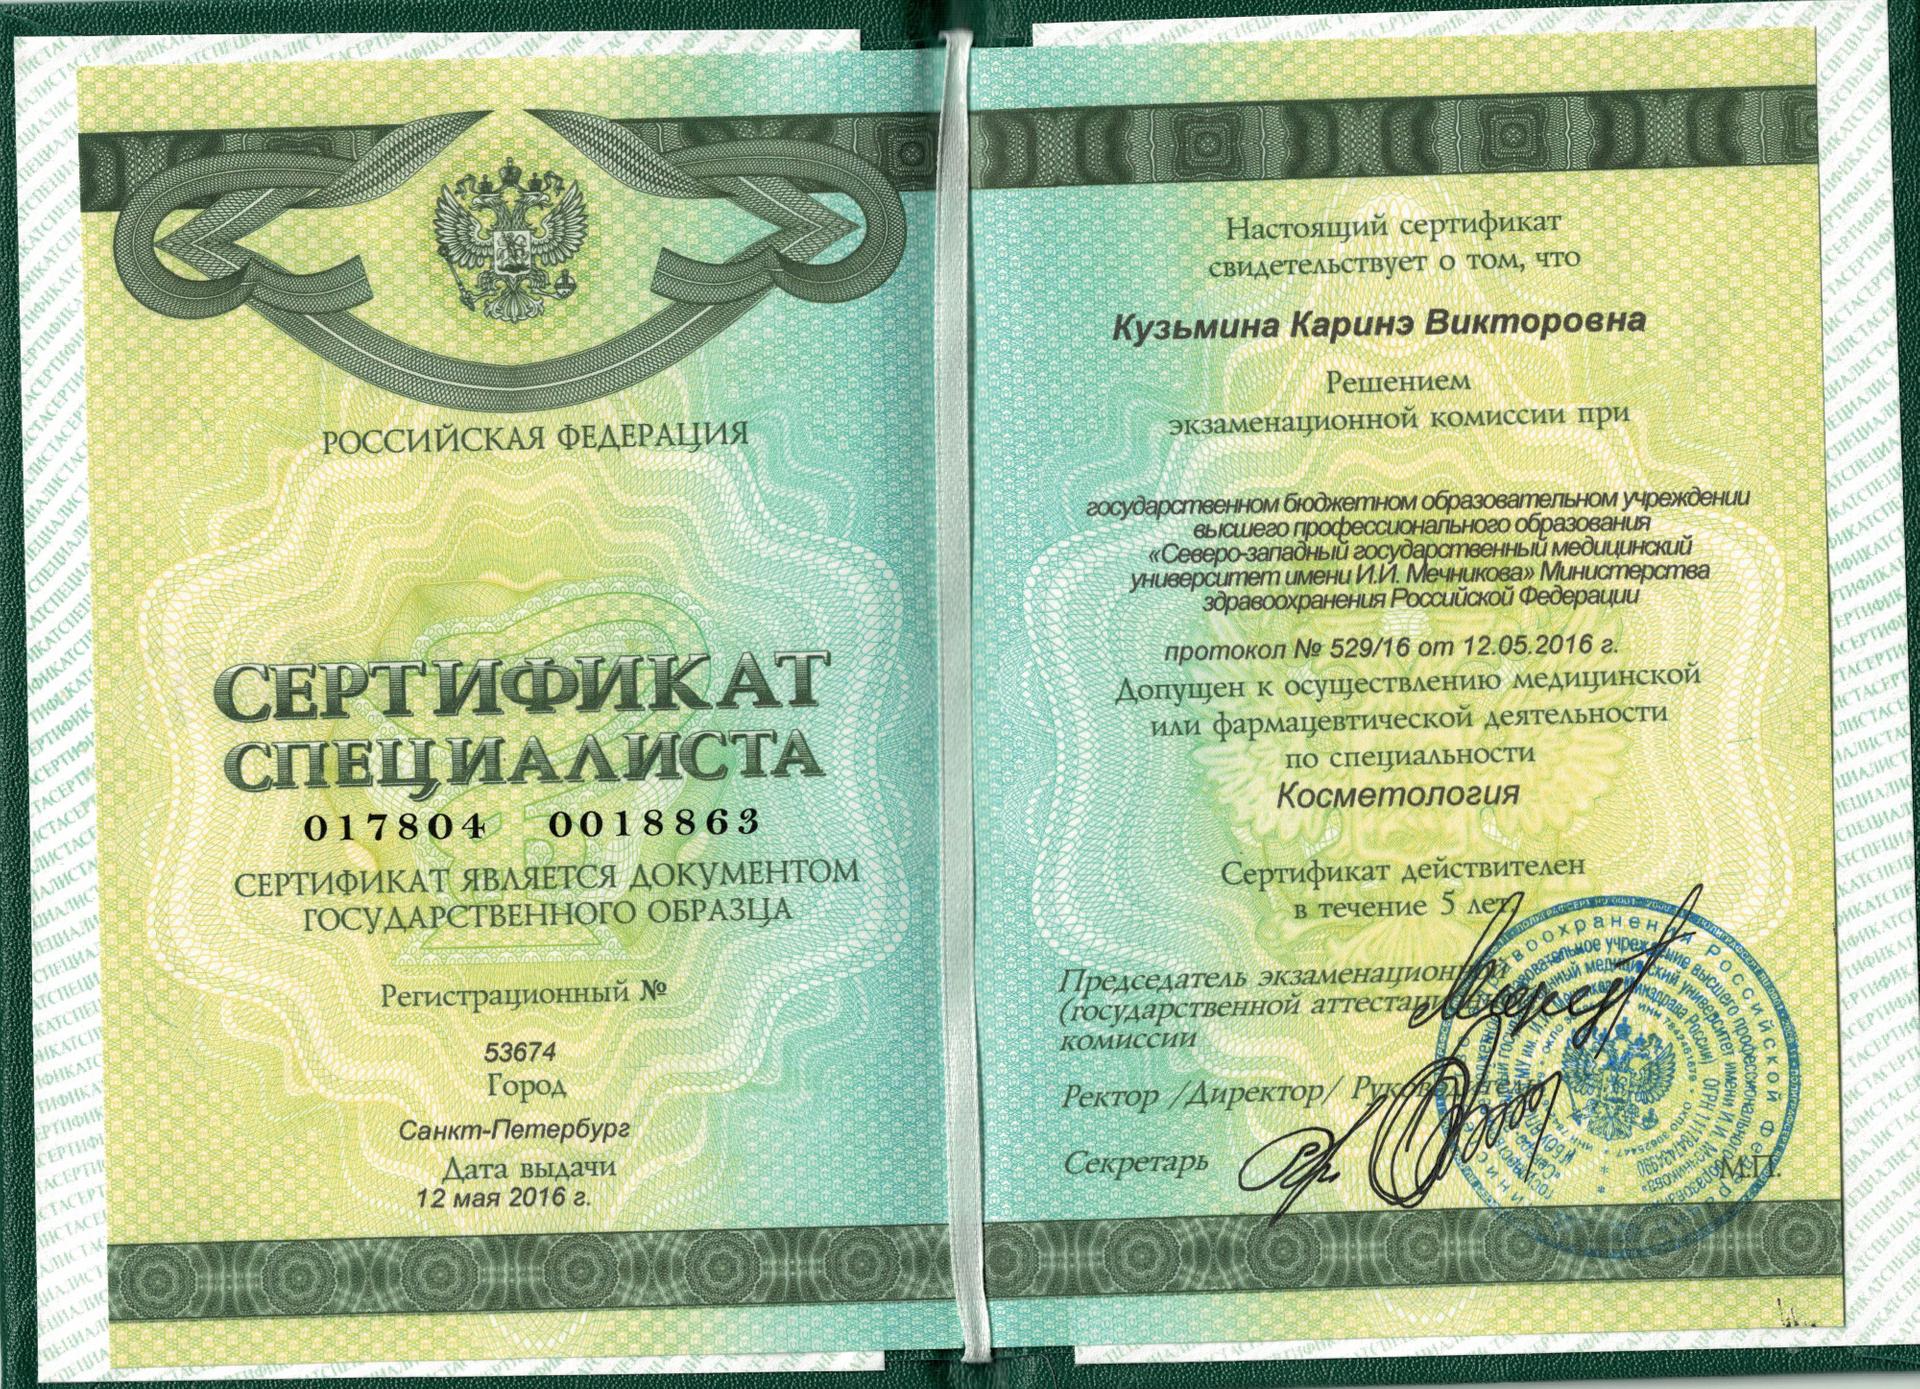 РОССИЙСКАЯ ФЕДЕРАЦИЯ
СЕРТИФИКАТ
СПЕЦИАЛИСТА
017804 0018863
СЕРТИФИКАТ ЯВЛЯЕТСЯ ДОКУМЕНТОМ
ГОСУДАРСТВЕННОГО ОБРАЗЦА
Регистрационный №
53674
Город
Санкт-Петербург
Дата выдачи
12 мая 2016 г.
Настоящий сертификат
свидетельствует о том, что
Кузьмина Каринэ Викторовна
Решением
экзаменационной комиссии при
государственном бюджетном образовательном учреждении
высшего профессионального образования
«Северо-западный государственный медицинский
университет имени И.И. Мечникова» Министерства
здравоохранения Российской Федерации
протокол № 529/16 от 12.05.2016 г.
Допущен к осуществлению медицинской
или фармацевтической деятельности
по специальности
Косметология
Сертификат действителен
в течение 5 лет
Председатель экзаменационной
(государственной аттестационной
комиссии
Ректор /Директор/ Руководитель
Секретарь
М.П.